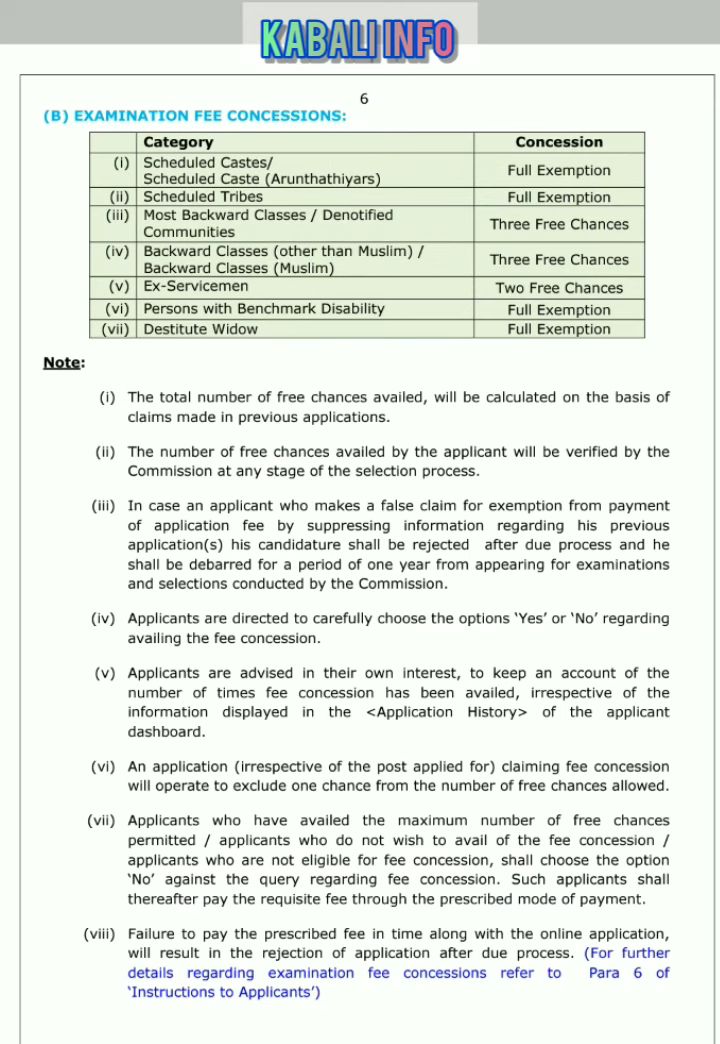 KABALI INFO
6
(B) EXAMINATION FEE CONCESSIONS:
Category Concession
(i) Scheduled Castes/
Scheduled Caste (Arunthathiyars) Full Exemption
(ii) Scheduled Tribes Full Exemption
(iii) Most Backward Classes / Denotified
Communities Three Free Chances
(iv) Backward Classes (other than Muslim) /
Backward Classes (Muslim) Three Free Chances
(v) Ex-Servicemen Two Free Chances
(vi) Persons with Benchmark Disability Full Exemption
(vii) Destitute Widow Full Exemption
Note:
(i) The total number of free chances availed, will be calculated on the basis of
claims made in previous applications.
(ii) The number of free chances availed by the applicant will be verified by the
Commission at any stage of the selection process.
(iii) In case an applicant who makes a false claim for exemption from payment
of application fee by suppressing information regarding his previous
application(s) his candidature shall be rejected after due process and he
shall be debarred for a period of one year from appearing for examinations
and selections conducted by the Commission.
(iv) Applicants are directed to carefully choose the options ‘Yes’ or ‘No’ regarding
availing the fee concession.
(v) Applicants are advised in their own interest, to keep an account of the
number of times fee concession has been availed, irrespective of the
information displayed in the <Application History> of the applicant
dashboard.
(vi) An application (irrespective of the post applied for) claiming fee concession
will operate to exclude one chance from the number of free chances allowed.
(vii) Applicants who have availed the maximum number of free chances
permitted / applicants who do not wish to avail of the fee concession /
applicants who are not eligible for fee concession, shall choose the option
‘No’ against the query regarding fee concession. Such applicants shall
thereafter pay the requisite fee through the prescribed mode of payment.
(viii) Failure to pay the prescribed fee in time along with the online application,
will result in the rejection of application after due process. (For further
details regarding examination fee concessions refer to Para 6 of
‘Instructions to Applicants’)